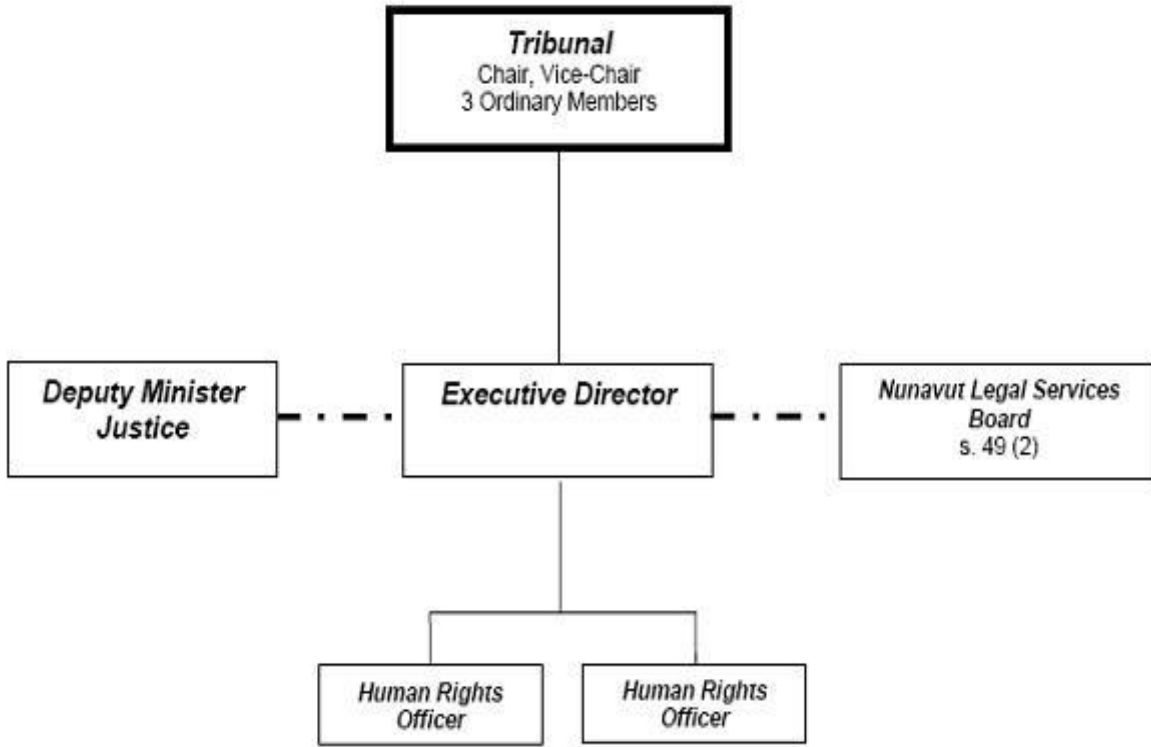 Tribunal
Chair, Vice-Chair
3 Ordinary Members
Deputy Minister
Justice
Executive Director
Nunavut Legal Services
Board
s. 49 (2)
Human Rights
Officer
Human Rights
Officer